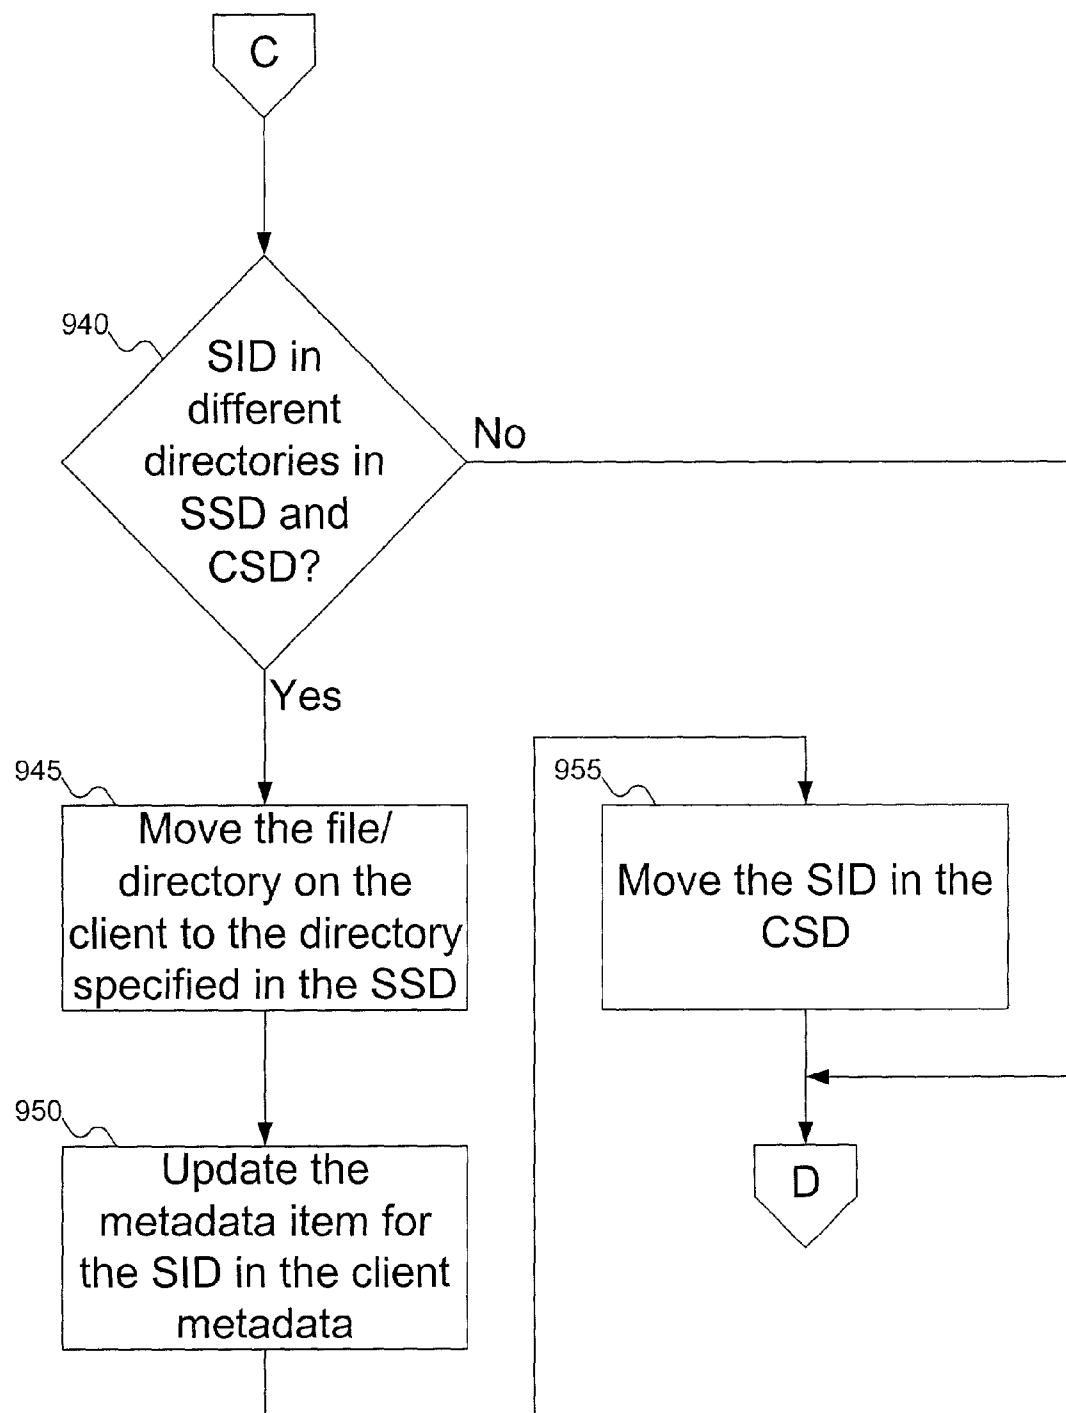 C
940
SID in
different
directories in
SSD and
CSD?
No
Yes
945
Move the file/
directory on the
client to the directory
specified in the SSD
950
Update the
metadata item for
the SID in the client
metadata
955
Move the SID in the
CSD
D